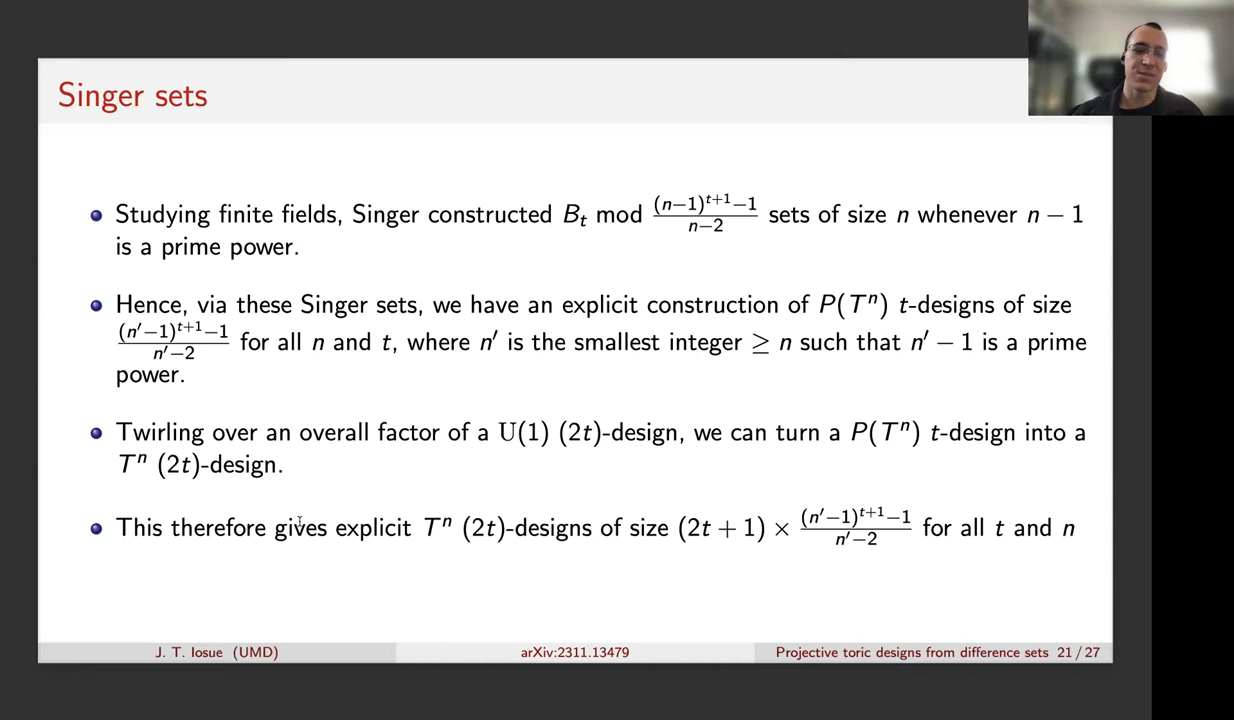 Singer sets
Studying finite fields, Singer constructed $B_t$ mod $\frac{(n-1)^{t+1}-1}{n-2}$ sets of size $n$ whenever $n-1$
is a prime power.
Hence, via these Singer sets, we have an explicit construction of $P(T^n)$ $t$-designs of size
$\frac{(n'-1)^{t+1}-1}{n'-2}$ for all $n$ and $t$, where $n'$ is the smallest integer $\geq n$ such that $n'-1$ is a prime
power.
Twirling over an overall factor of a U(1) $(2t)$-design, we can turn a $P(T^n)$ $t$-design into a
$T^n$ $(2t)$-design.
This therefore gives explicit $T^n$ $(2t)$-designs of size $(2t+1) \times \frac{(n'-1)^{t+1}-1}{n'-2}$ for all $t$ and $n$
J. T. Iosue (UMD) arXiv:2311.13479 Projective toric designs from difference sets 21 / 27